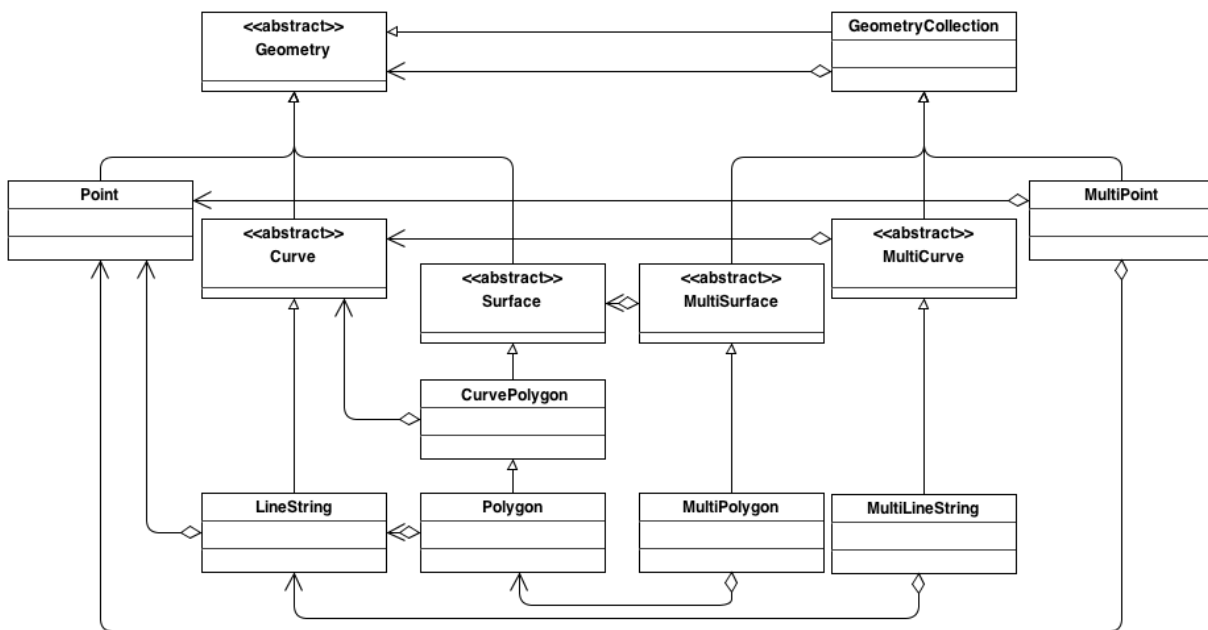 <<abstract>>
Geometry
GeometryCollection
Point
MultiPoint
<<abstract>>
Curve
<<abstract>>
MultiCurve
<<abstract>>
Surface
<<abstract>>
MultiSurface
CurvePolygon
LineString
Polygon
MultiPolygon
MultiLineString